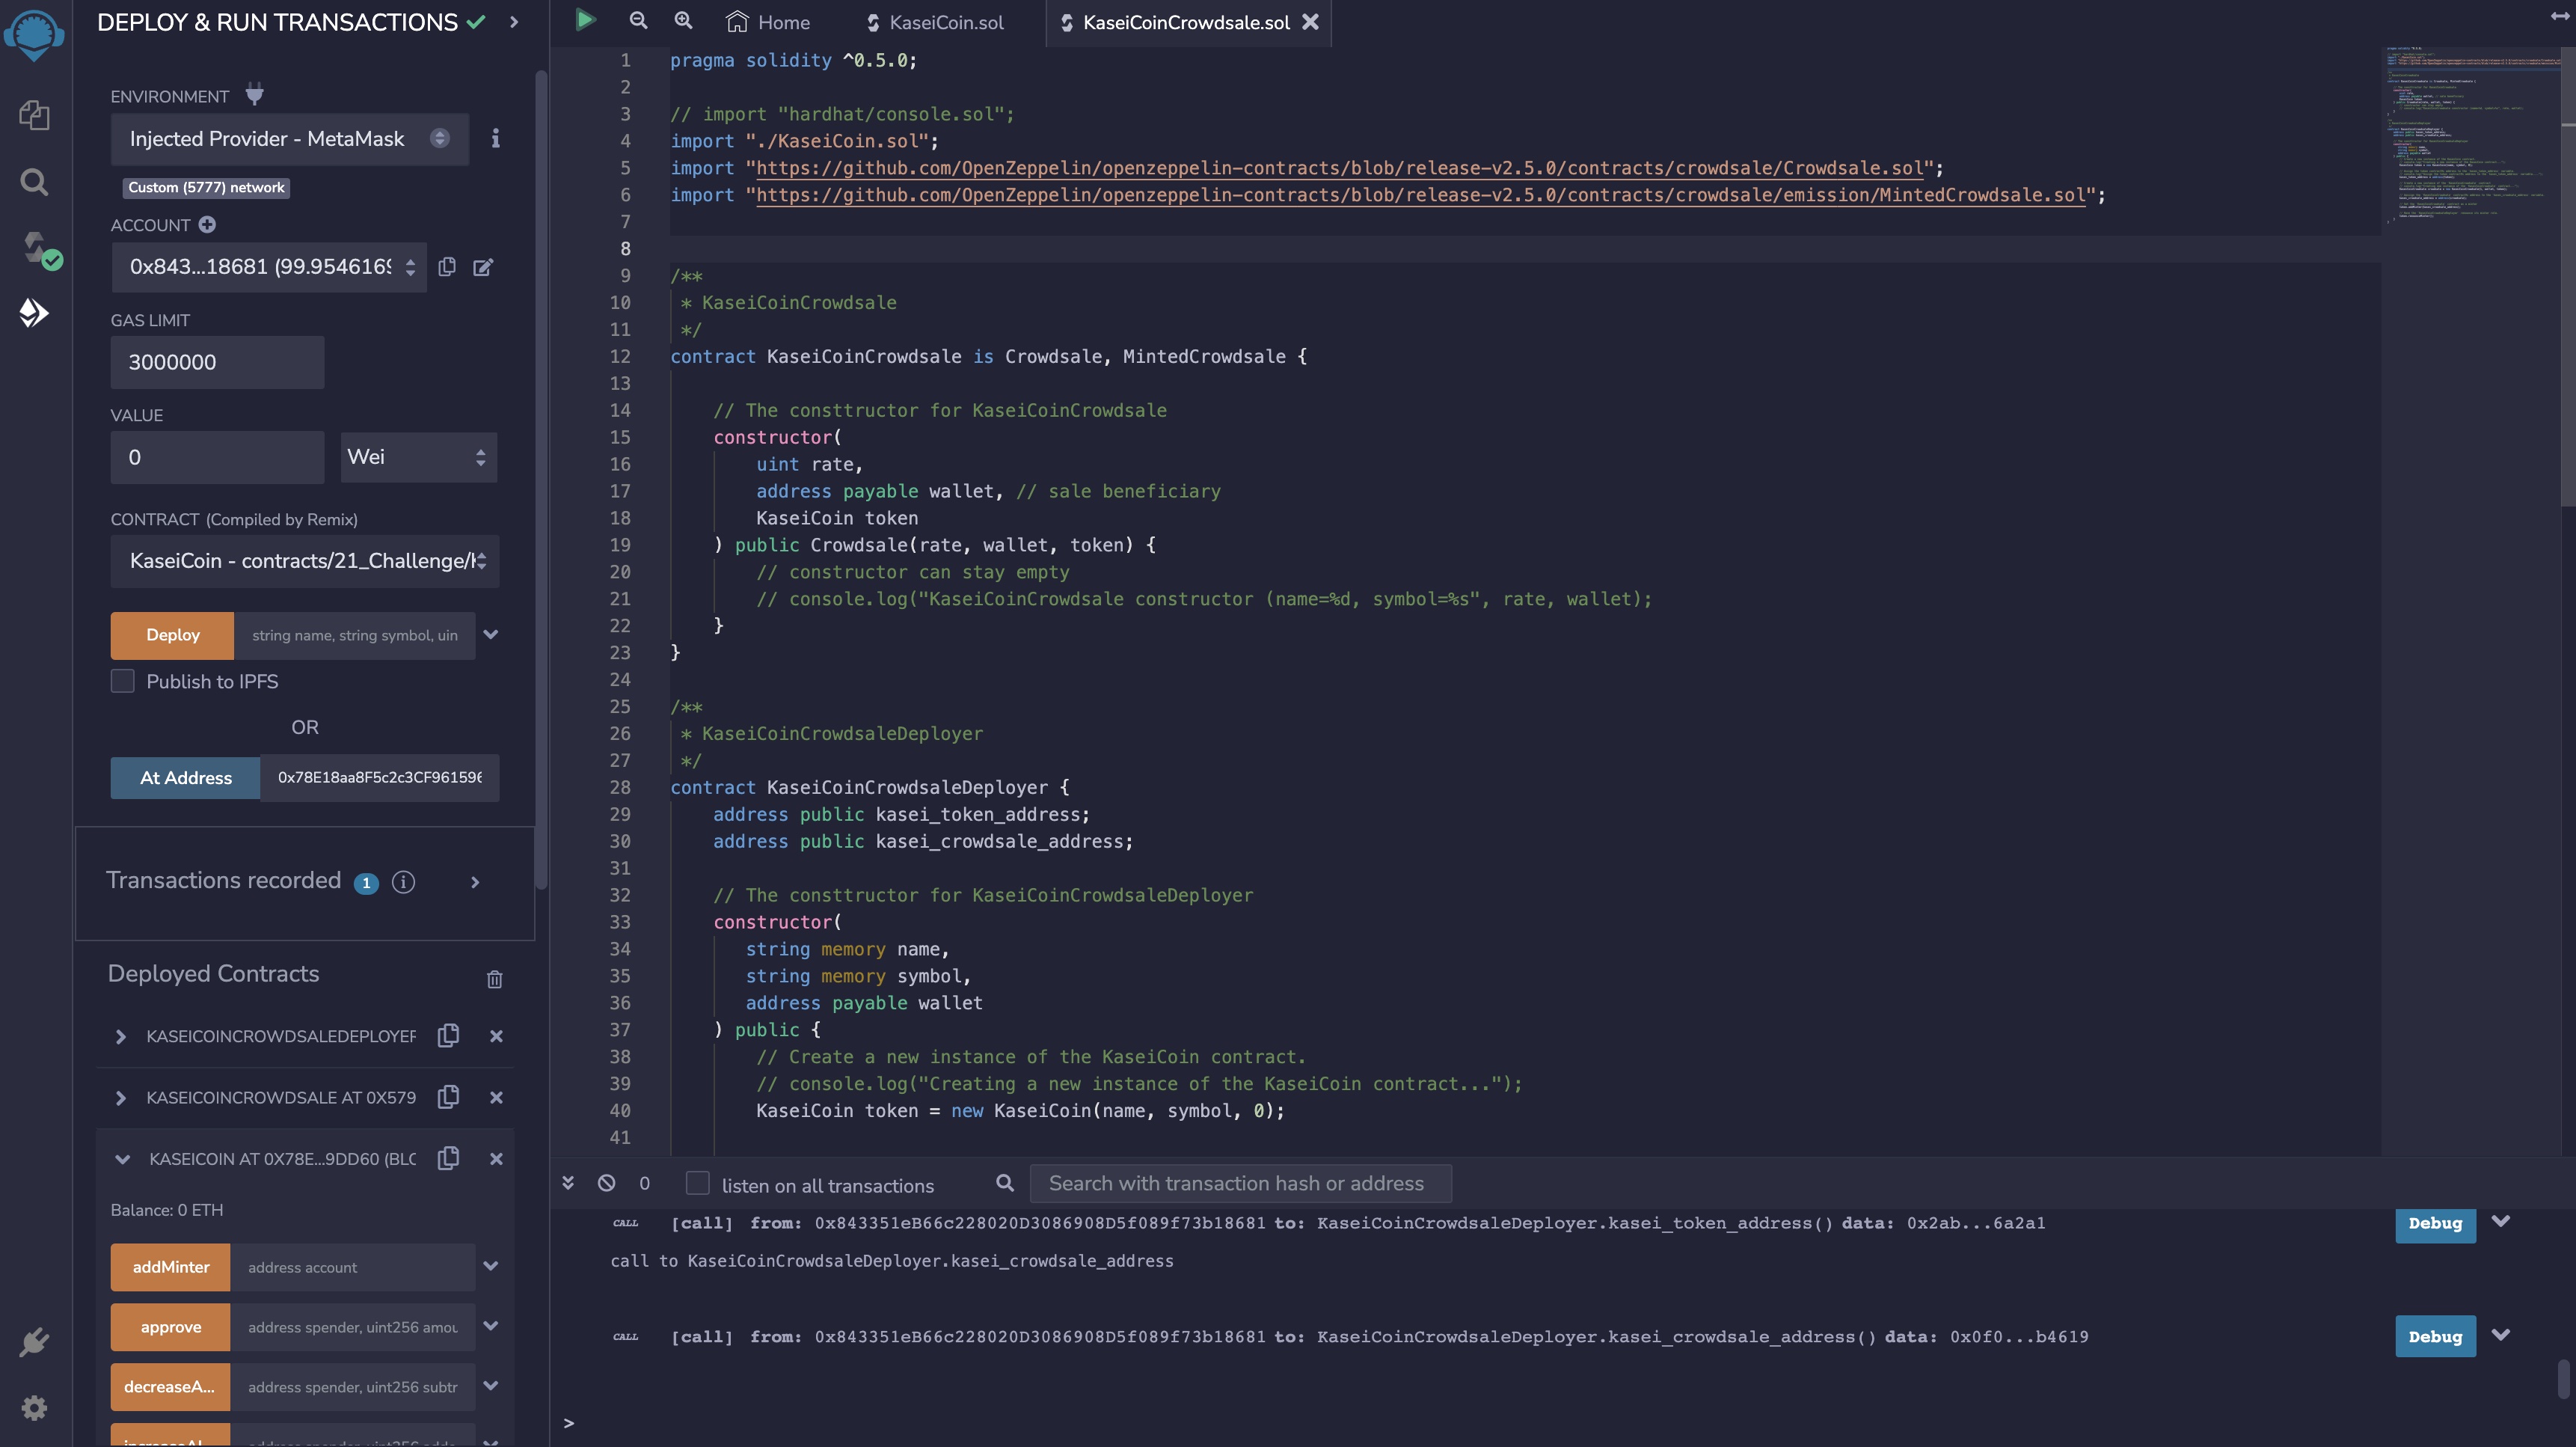 DEPLOY & RUN TRANSACTIONS
ENVIRONMENT
Injected Provider - MetaMask
Custom (5777) network
ACCOUNT
0x843...18681 (99.9546169
GAS LIMIT
3000000
VALUE
0
Wei
CONTRACT (Compiled by Remix)
KaseiCoin - contracts/21_Challenge/
Deploy
string name, string symbol, uin
Publish to IPFS
OR
At Address
0x78E18aa8F5c2c3CF961596
Transactions recorded 1
Deployed Contracts
KASEICOINCROWDSALEDEPLOYER
KASEICOINCROWDSALE AT 0X579
KASEICOIN AT 0X78E...9DD60 (BLO
Balance: 0 ETH
addMinter
address account
approve
address spender, uint256 amou
decreaseA...
address spender, uint256 subtr
Home
KaseiCoin.sol
KaseiCoinCrowdsale.sol
1 pragma solidity ^0.5.0;
2
3 // import "hardhat/console.sol";
4 import "./KaseiCoin.sol";
5 import "https://github.com/OpenZeppelin/openzeppelin-contracts/blob/release-v2.5.0/contracts/crowdsale/Crowdsale.sol";
6 import "https://github.com/OpenZeppelin/openzeppelin-contracts/blob/release-v2.5.0/contracts/crowdsale/emission/MintedCrowdsale.sol";
7
8
9 /**
10 * KaseiCoinCrowdsale
11 */
12 contract KaseiCoinCrowdsale is Crowdsale, MintedCrowdsale {
13
14 // The consttructor for KaseiCoinCrowdsale
15 constructor(
16 uint rate,
17 address payable wallet, // sale beneficiary
18 KaseiCoin token
19 ) public Crowdsale(rate, wallet, token) {
20 // constructor can stay empty
21 // console.log("KaseiCoinCrowdsale constructor (name=%d, symbol=%s", rate, wallet);
22 }
23 }
24
25 /**
26 * KaseiCoinCrowdsaleDeployer
27 */
28 contract KaseiCoinCrowdsaleDeployer {
29 address public kasei_token_address;
30 address public kasei_crowdsale_address;
31
32 // The consttructor for KaseiCoinCrowdsaleDeployer
33 constructor(
34 string memory name,
35 string memory symbol,
36 address payable wallet
37 ) public {
38 // Create a new instance of the KaseiCoin contract.
39 // console.log("Creating a new instance of the KaseiCoin contract...");
40 KaseiCoin token = new KaseiCoin(name, symbol, 0);
41
0
listen on all transactions
Search with transaction hash or address
CALL [call] from: 0x843351eB66c228020D3086908D5f089f73b18681 to: KaseiCoinCrowdsaleDeployer.kasei_token_address() data: 0x2ab...6a2a1
Debug
call to KaseiCoinCrowdsaleDeployer.kasei_crowdsale_address
CALL [call] from: 0x843351eB66c228020D3086908D5f089f73b18681 to: KaseiCoinCrowdsaleDeployer.kasei_crowdsale_address() data: 0x0f0...b4619
Debug
>